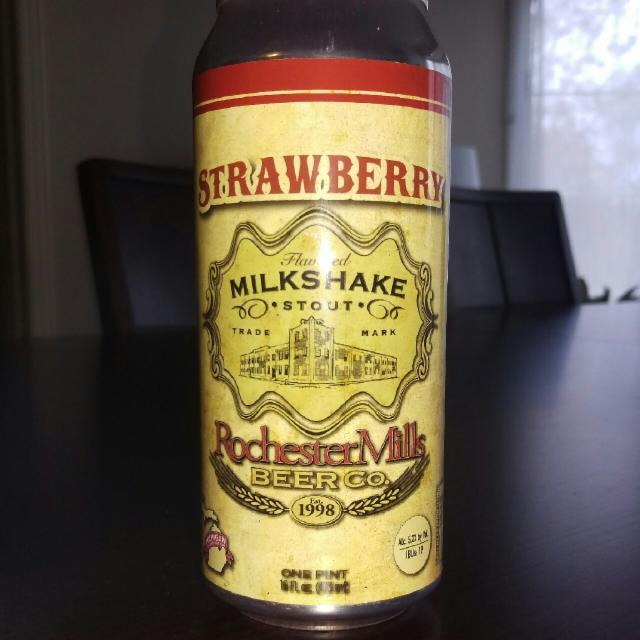 STRAWBERRY
Flavored
MILKSHAKE
• STOUT •
TRADE MARK
RochesterMills
BEER CO.
Est.
1998
ONE PINT